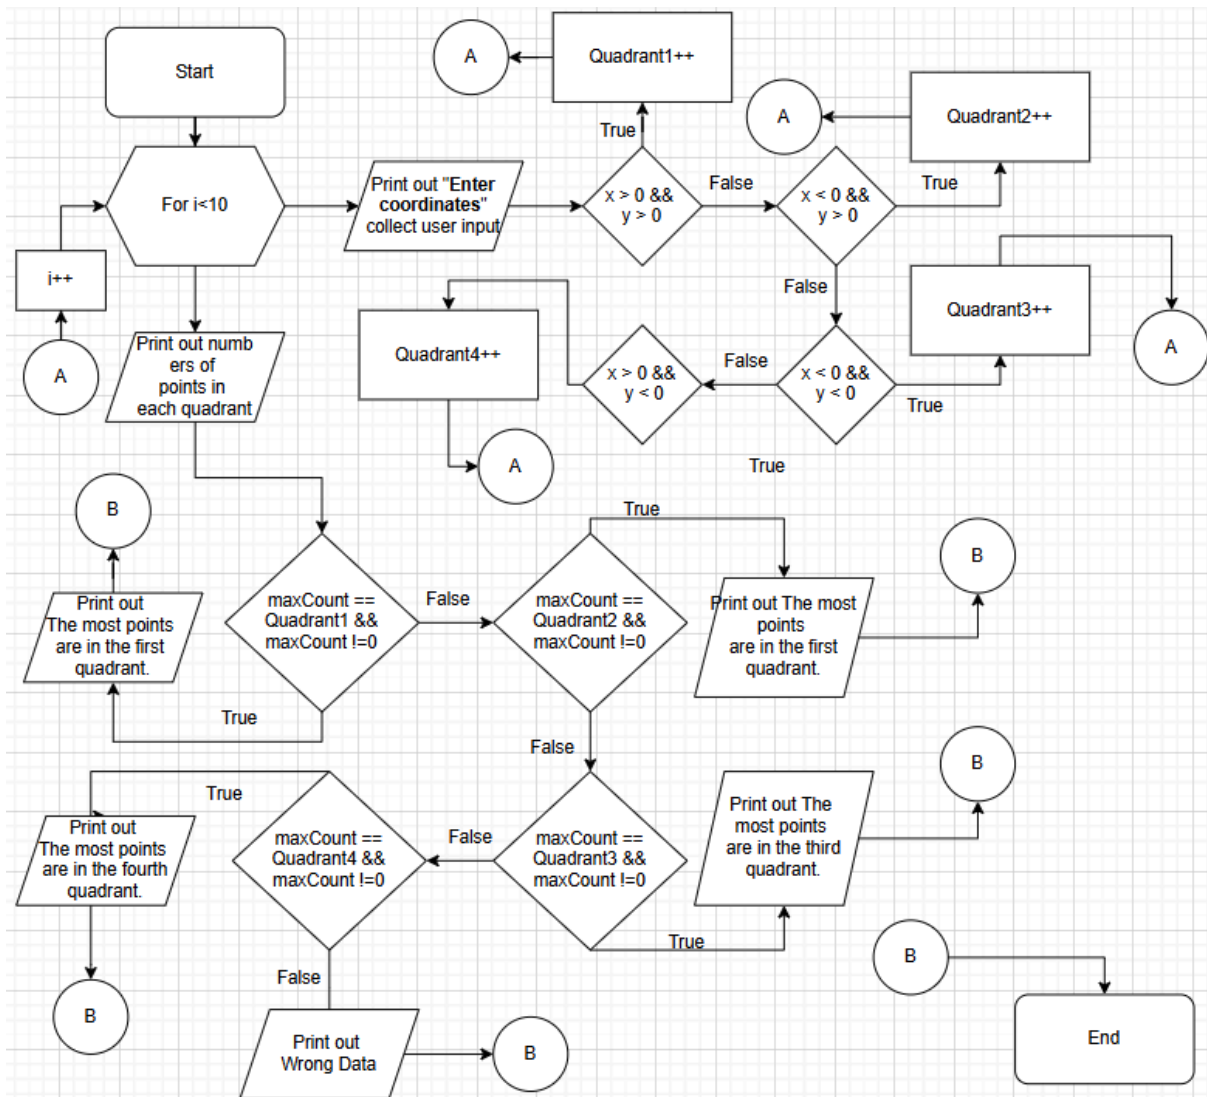 Start
For i<10
i++
A
Print out "Enter
coordinates"
collect user input
x > 0 &&
y > 0
True
Quadrant1++
A
False
x < 0 &&
y > 0
True
Quadrant2++
A
False
x < 0 &&
y < 0
True
Quadrant3++
A
False
x > 0 &&
y < 0
Quadrant4++
A
True
Print out numb
ers of
points in
each quadrant
maxCount ==
Quadrant1 &&
maxCount !=0
True
Print out
The most points
are in the first
quadrant.
B
False
maxCount ==
Quadrant2 &&
maxCount !=0
True
Print out The most
points
are in the first
quadrant.
B
False
maxCount ==
Quadrant3 &&
maxCount !=0
True
Print out The
most points
are in the third
quadrant.
B
False
maxCount ==
Quadrant4 &&
maxCount !=0
True
Print out
The most points
are in the fourth
quadrant.
B
False
Print out
Wrong Data
B
B
End